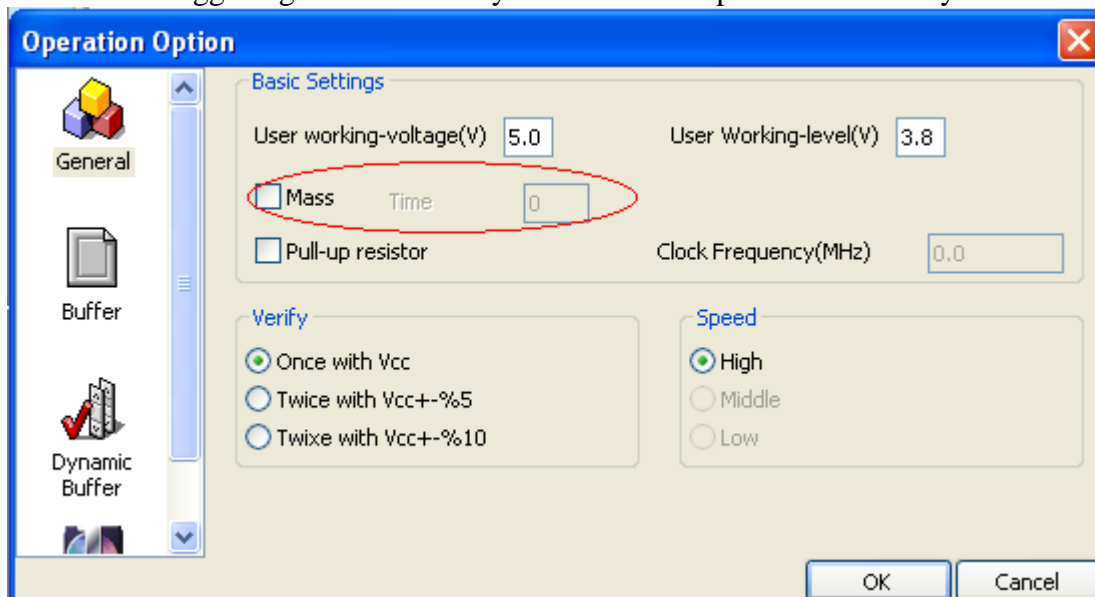 Operation Option
General
Buffer
Dynamic
Buffer
Basic Settings
User working-voltage(V) 5.0 User Working-level(V) 3.8
Mass Time 0
Pull-up resistor Clock Frequency(MHz) 0.0
Verify
Once with Vcc
Twice with Vcc+-%5
Twixe with Vcc+-%10
Speed
High
Middle
Low
OK Cancel